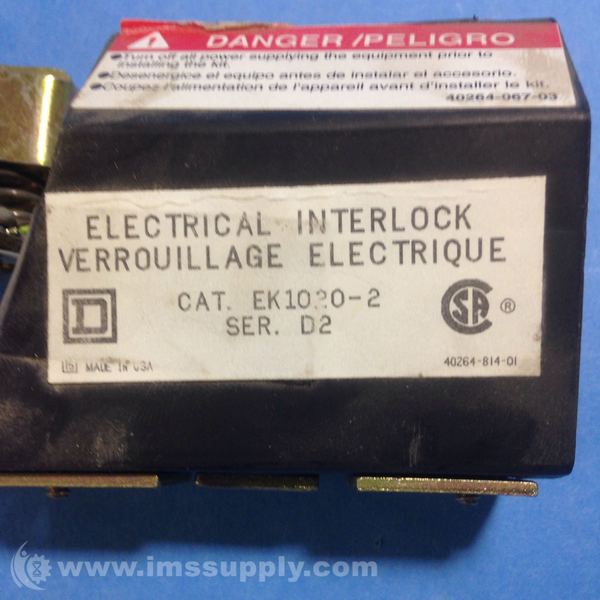 DANGER/PELIGRO
●Turn off all power supplying the equipment prior to
installing the kit.
●Desenergice el equipo antes de instalar el accesorio.
●Coupez l'alimentation de l'appareil avant d'installer le kit.
40264-067-03
ELECTRICAL INTERLOCK
VERROUILLAGE ELECTRIQUE
CAT. EK1020-2
SER. D2
D
SA ®
MADE IN USA
40264-814-01
www.imssupply.com